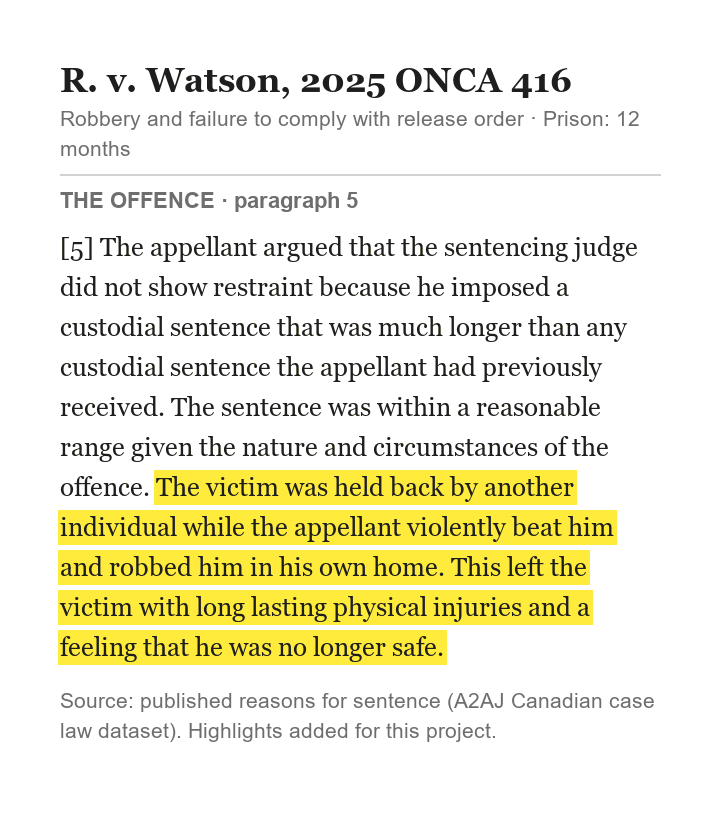 R. v. Watson, 2025 ONCA 416
Robbery and failure to comply with release order · Prison: 12
months
THE OFFENCE · paragraph 5
[5] The appellant argued that the sentencing judge
did not show restraint because he imposed a
custodial sentence that was much longer than any
custodial sentence the appellant had previously
received. The sentence was within a reasonable
range given the nature and circumstances of the
offence. The victim was held back by another
individual while the appellant violently beat him
and robbed him in his own home. This left the
victim with long lasting physical injuries and a
feeling that he was no longer safe.
Source: published reasons for sentence (A2AJ Canadian case
law dataset). Highlights added for this project.